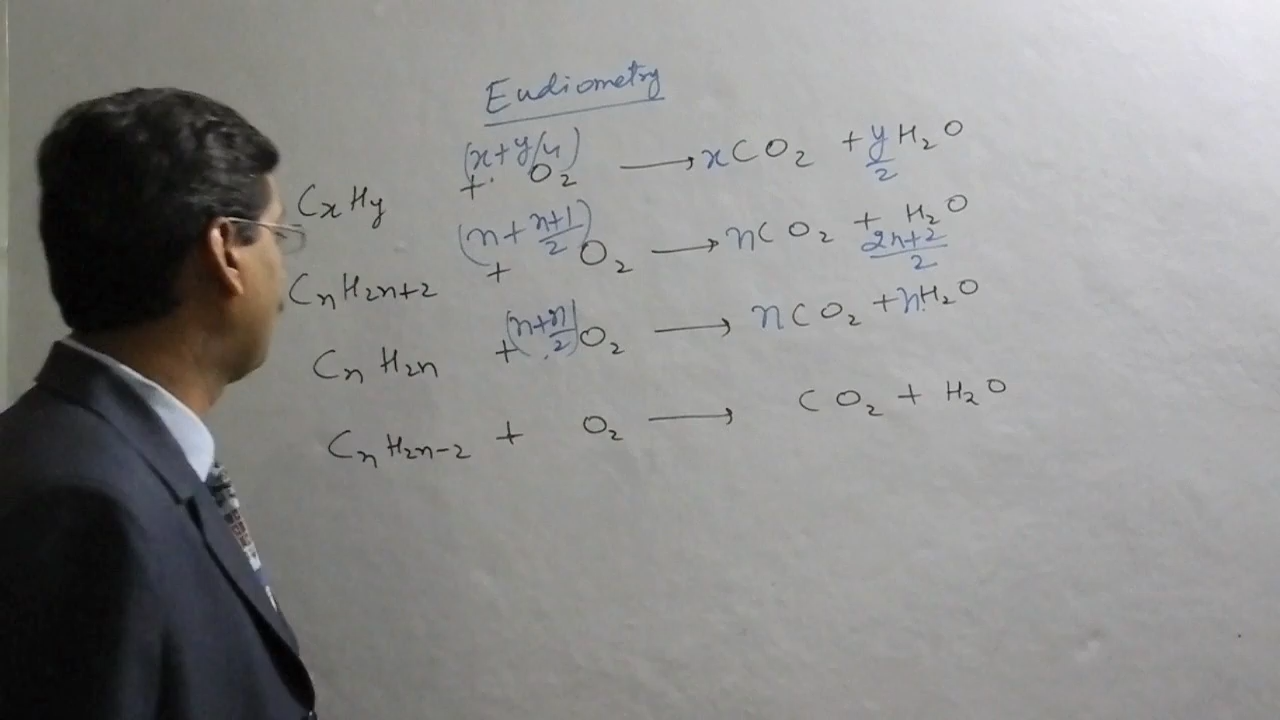 Eudiometry
CxHy + (x+y/4) O2 → xCO2 + y/2 H2O
CnH2n+2 + (n+n+1/2) O2 → nCO2 + 2n+2/2 H2O
CnH2n + (n+n/2) O2 → nCO2 + nH2O
CnH2n-2 + O2 → CO2 + H2O